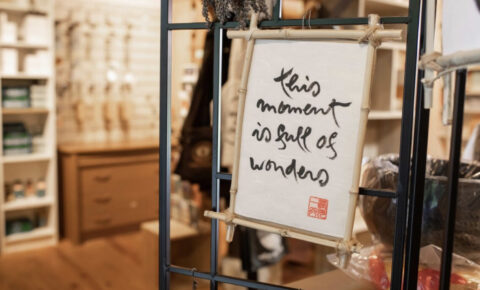 this
moment
is full of
wonders